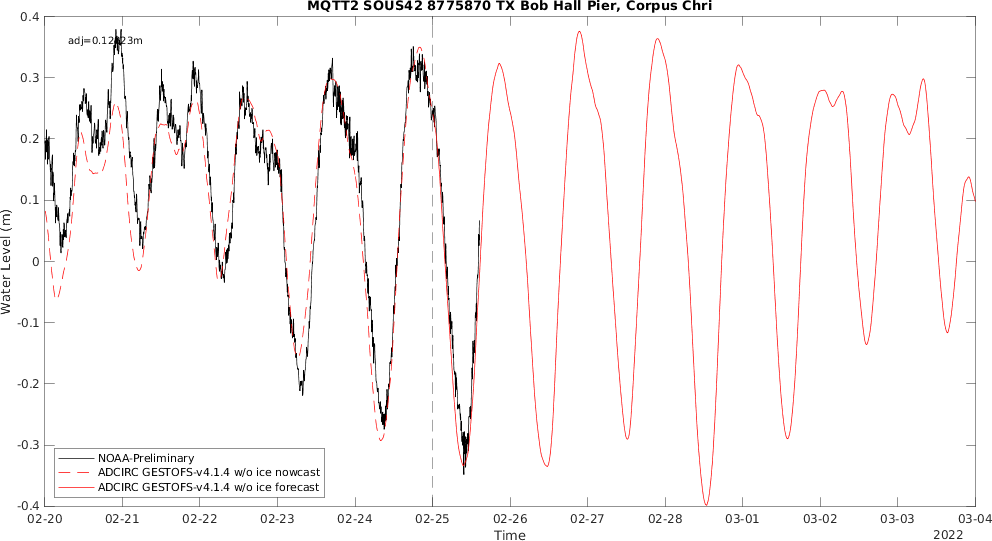 MQTT2 SOUS42 8775870 TX Bob Hall Pier, Corpus Chri
0.4
0.3
0.2
0.1
0
-0.1
-0.2
-0.3
-0.4
Water Level (m)
NOAA-Preliminary
ADCIRC GESTOFS-v4.1.4 w/o ice nowcast
ADCIRC GESTOFS-v4.1.4 w/o ice forecast
02-20 02-21 02-22 02-23 02-24 02-25 02-26 02-27 02-28 03-01 03-02 03-03 03-04
Time
2022